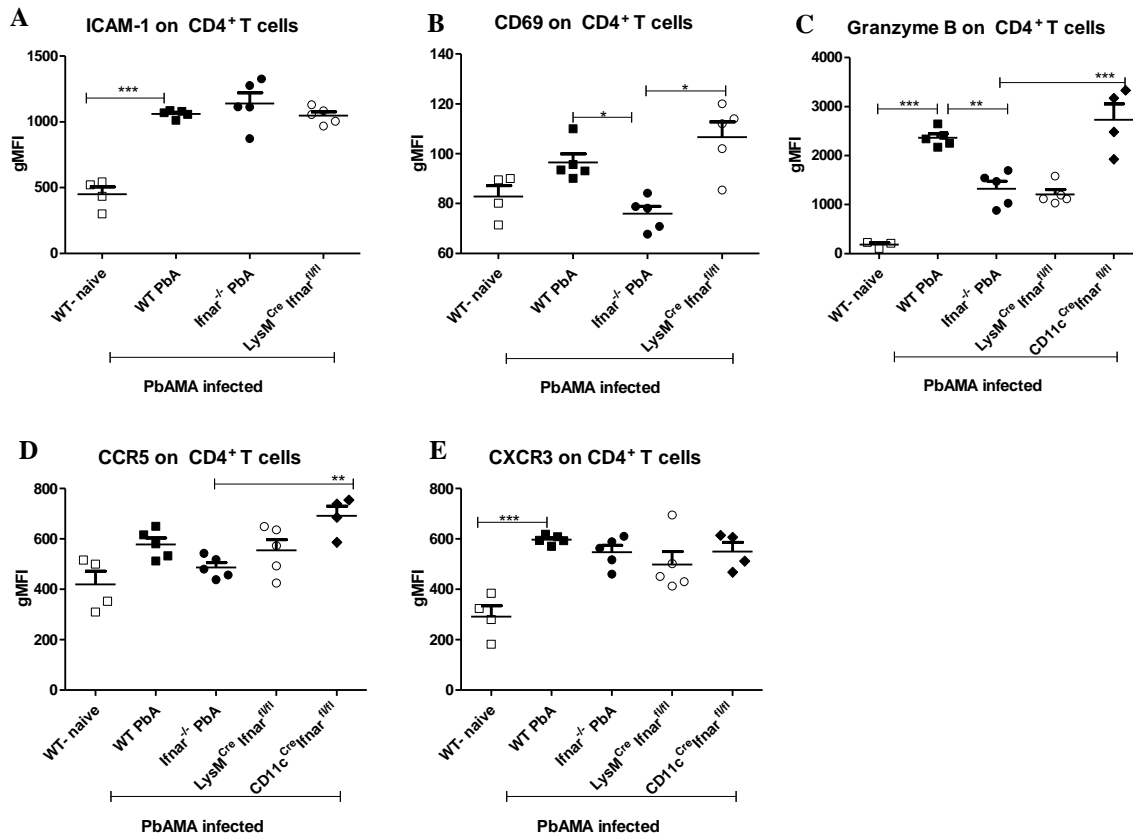 A
ICAM-1 on CD4⁺ T cells
gMFI
1500
1000
500
0
***
WT- naive
WT PbA
Ifnar⁻/⁻ PbA
LysMᶜʳᵉ Ifnarᶠˡ/ᶠˡ
PbAMA infected
B
CD69 on CD4⁺ T cells
gMFI
140
120
100
80
60
*
*
WT- naive
WT PbA
Ifnar⁻/⁻ PbA
LysMᶜʳᵉ Ifnarᶠˡ/ᶠˡ
PbAMA infected
C
Granzyme B on CD4⁺ T cells
gMFI
4000
3000
2000
1000
0
***
**
***
WT- naive
WT PbA
Ifnar⁻/⁻ PbA
LysMᶜʳᵉ Ifnarᶠˡ/ᶠˡ
CD11cᶜʳᵉIfnarᶠˡ/ᶠˡ
PbAMA infected
D
CCR5 on CD4⁺ T cells
gMFI
800
600
400
200
0
**
WT- naive
WT PbA
Ifnar⁻/⁻ PbA
LysMᶜʳᵉ Ifnarᶠˡ/ᶠˡ
CD11cᶜʳᵉIfnarᶠˡ/ᶠˡ
PbAMA infected
E
CXCR3 on CD4⁺ T cells
gMFI
800
600
400
200
0
***
WT- naive
WT PbA
Ifnar⁻/⁻ PbA
LysMᶜʳᵉ Ifnarᶠˡ/ᶠˡ
CD11cᶜʳᵉIfnarᶠˡ/ᶠˡ
PbAMA infected